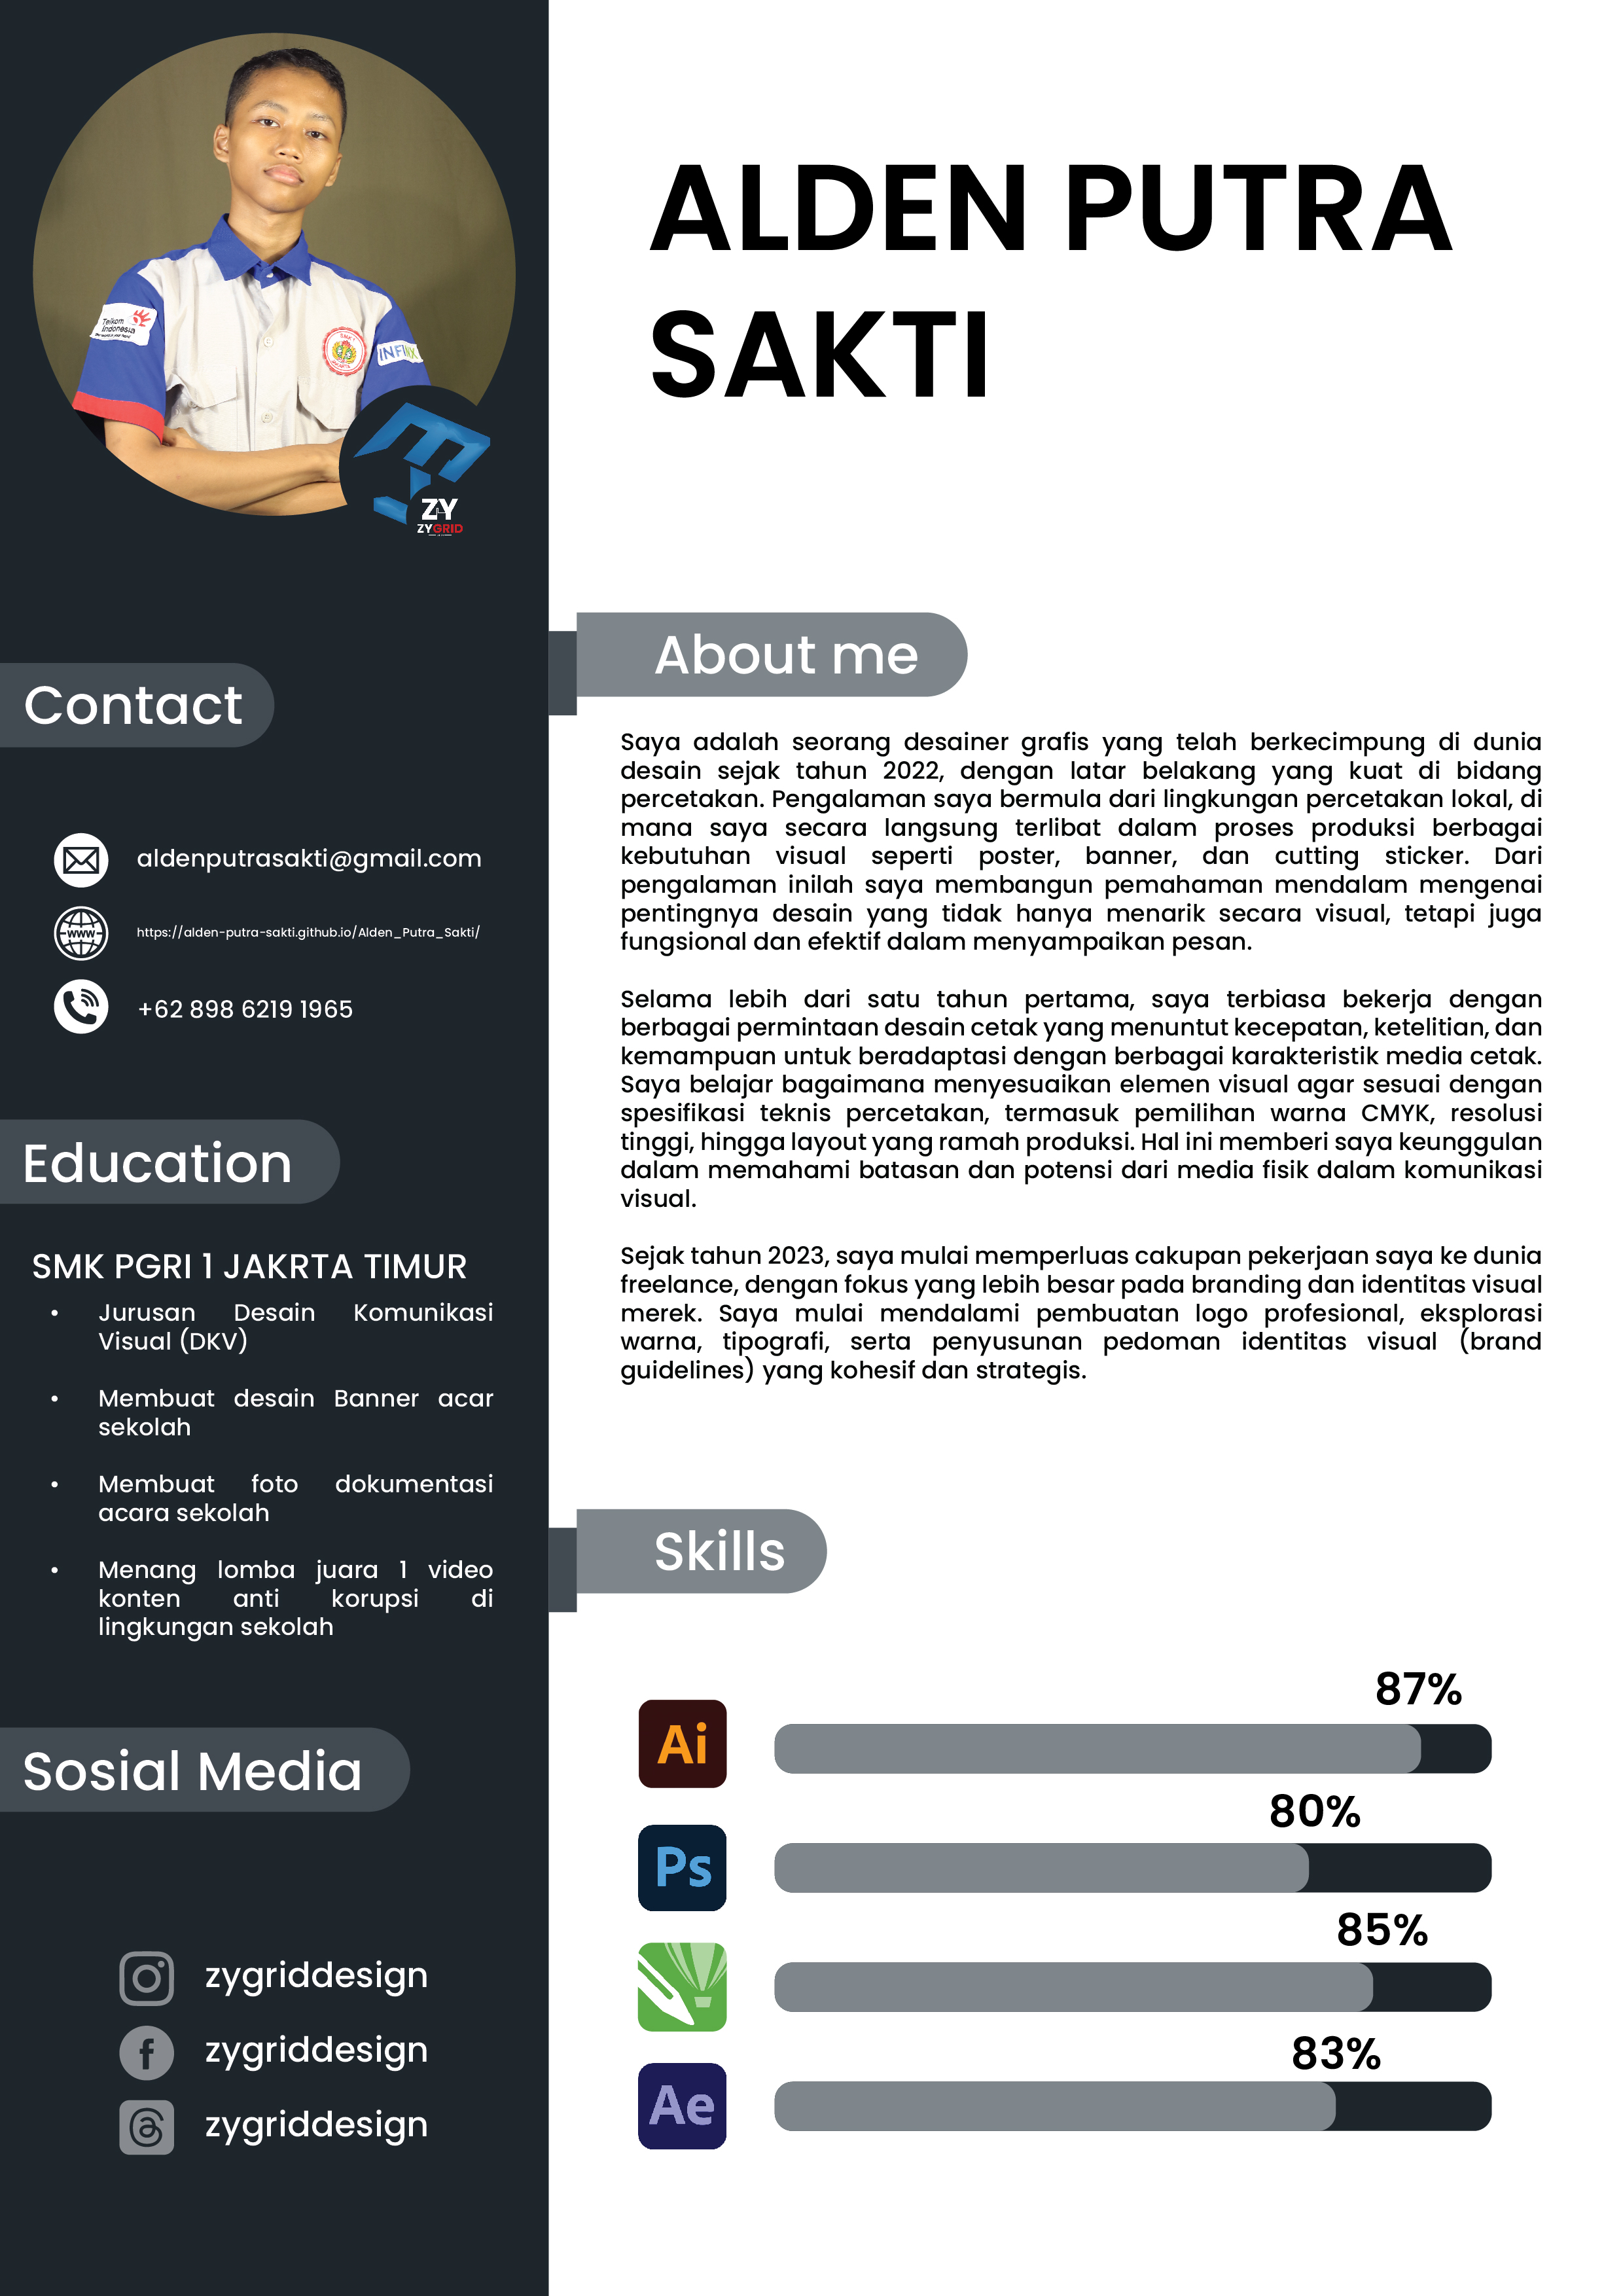 Telkom
Indonesia
INFINIX
ZY
ZYGRID
ALDEN PUTRA
SAKTI
Contact
aldenputrasakti@gmail.com
https://alden-putra-sakti.github.io/Alden_Putra_Sakti/
+62 898 6219 1965
Education
SMK PGRI 1 JAKRTA TIMUR
• Jurusan Desain Komunikasi
Visual (DKV)
• Membuat desain Banner acar
sekolah
• Membuat foto dokumentasi
acara sekolah
• Menang lomba juara 1 video
konten anti korupsi di
lingkungan sekolah
Sosial Media
zygriddesign
zygriddesign
zygriddesign
About me
Saya adalah seorang desainer grafis yang telah berkecimpung di dunia
desain sejak tahun 2022, dengan latar belakang yang kuat di bidang
percetakan. Pengalaman saya bermula dari lingkungan percetakan lokal, di
mana saya secara langsung terlibat dalam proses produksi berbagai
kebutuhan visual seperti poster, banner, dan cutting sticker. Dari
pengalaman inilah saya membangun pemahaman mendalam mengenai
pentingnya desain yang tidak hanya menarik secara visual, tetapi juga
fungsional dan efektif dalam menyampaikan pesan.
Selama lebih dari satu tahun pertama, saya terbiasa bekerja dengan
berbagai permintaan desain cetak yang menuntut kecepatan, ketelitian, dan
kemampuan untuk beradaptasi dengan berbagai karakteristik media cetak.
Saya belajar bagaimana menyesuaikan elemen visual agar sesuai dengan
spesifikasi teknis percetakan, termasuk pemilihan warna CMYK, resolusi
tinggi, hingga layout yang ramah produksi. Hal ini memberi saya keunggulan
dalam memahami batasan dan potensi dari media fisik dalam komunikasi
visual.
Sejak tahun 2023, saya mulai memperluas cakupan pekerjaan saya ke dunia
freelance, dengan fokus yang lebih besar pada branding dan identitas visual
merek. Saya mulai mendalami pembuatan logo profesional, eksplorasi
warna, tipografi, serta penyusunan pedoman identitas visual (brand
guidelines) yang kohesif dan strategis.
Skills
Ai 87%
Ps 80%
85%
Ae 83%